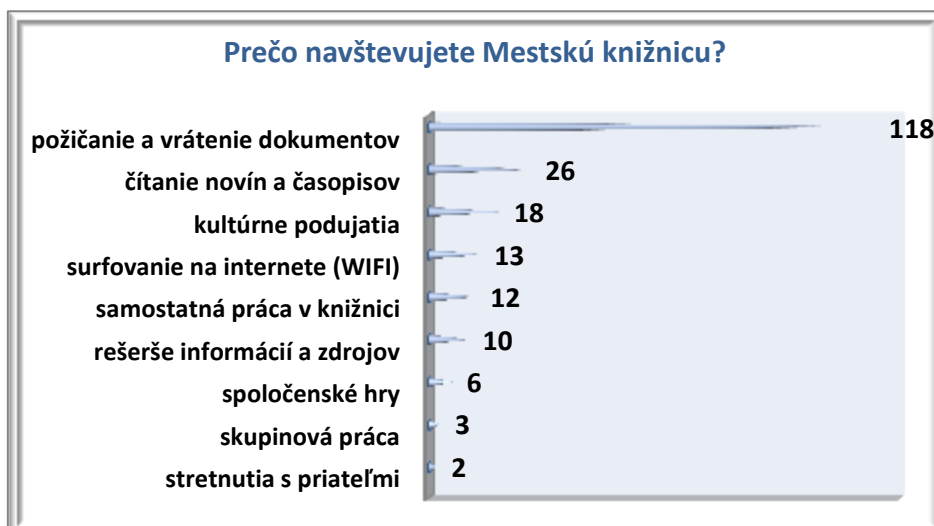 Prečo navštevujete Mestskú knižnicu?
požičanie a vrátenie dokumentov 118
čítanie novín a časopisov 26
kultúrne podujatia 18
surfovanie na internete (WIFI) 13
samostatná práca v knižnici 12
rešerše informácií a zdrojov 10
spoločenské hry 6
skupinová práca 3
stretnutia s priateľmi 2